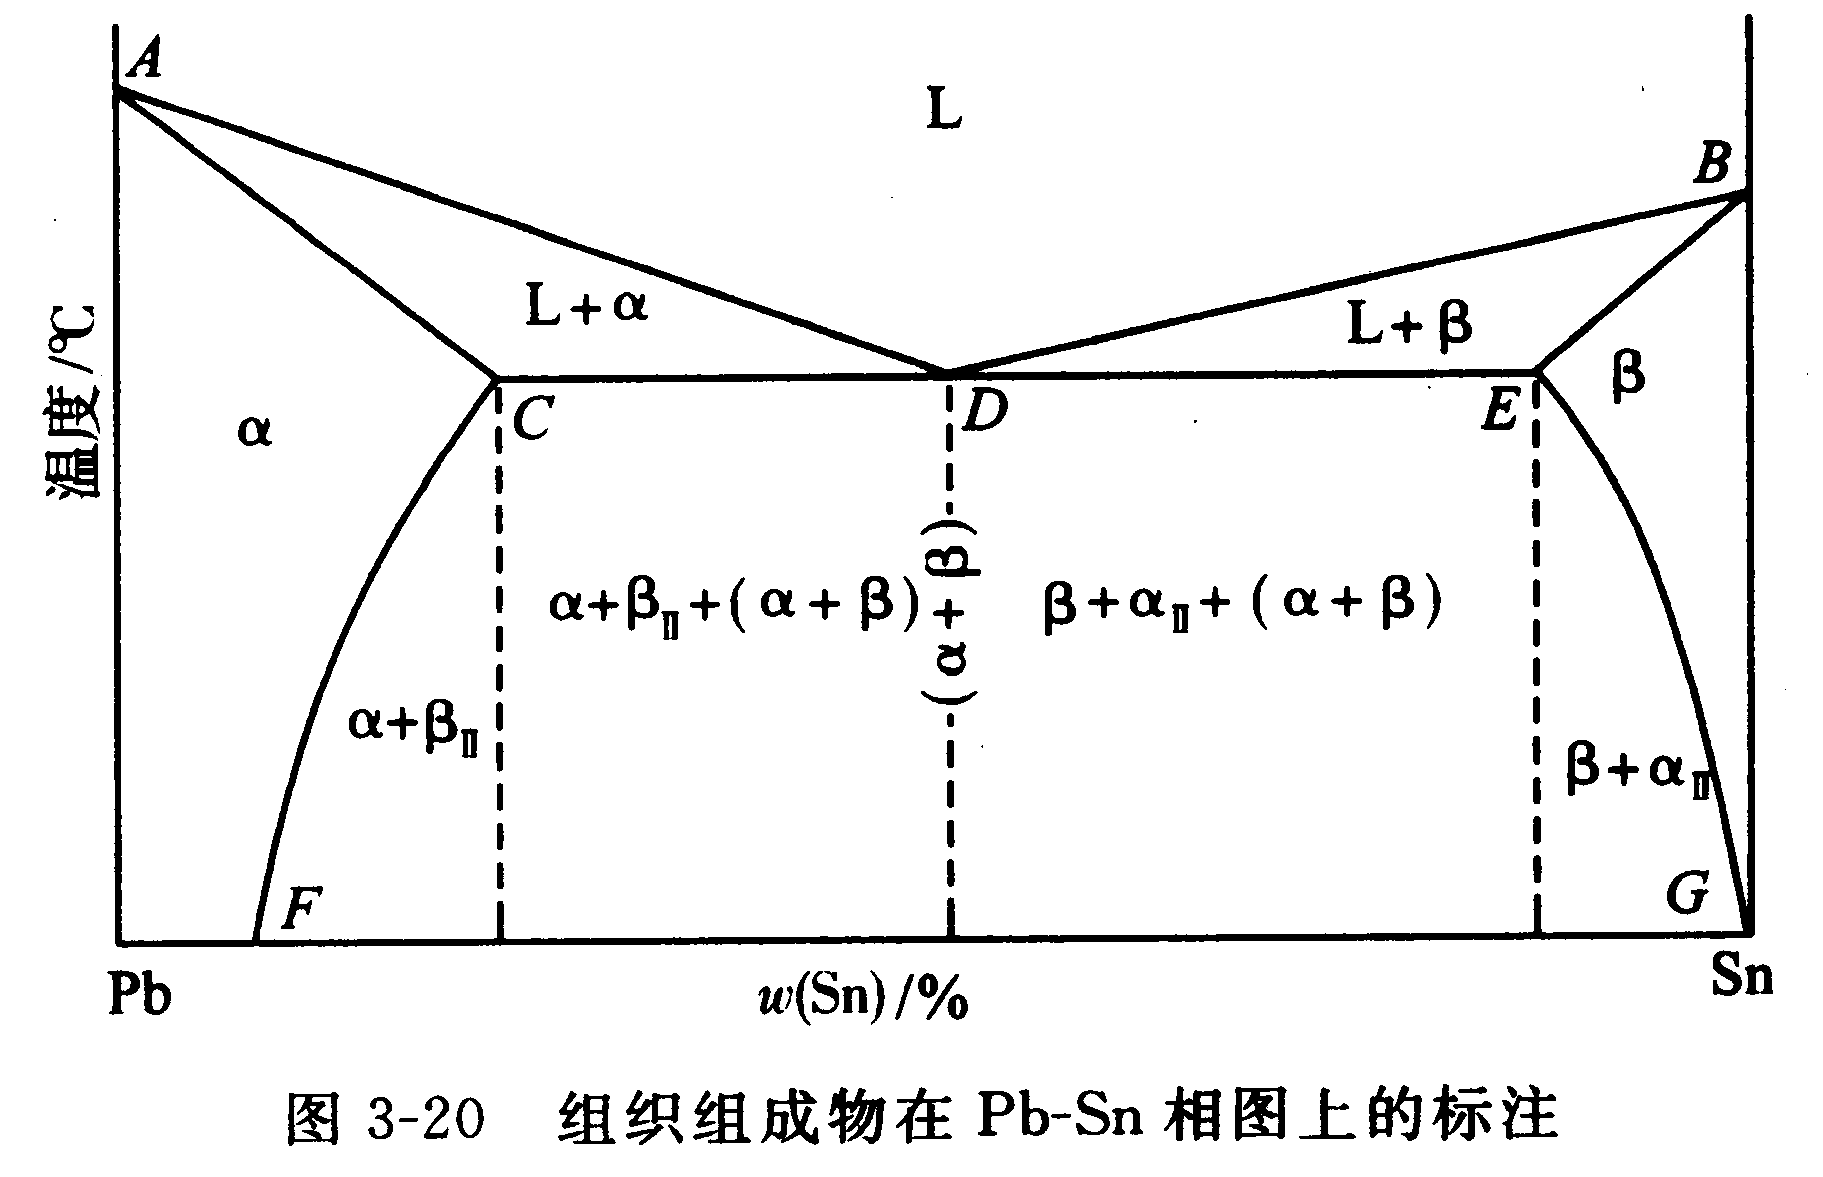 A
L
B
L+α
L+β
β
温度/℃
α
C
D
E
α+βⅡ+(α+β)
(α+β)
β+αⅡ+(α+β)
α+βⅡ
β+αⅡ
F
G
Pb
w(Sn)/%
Sn
图 3-20 组织组成物在 Pb-Sn 相图上的标注